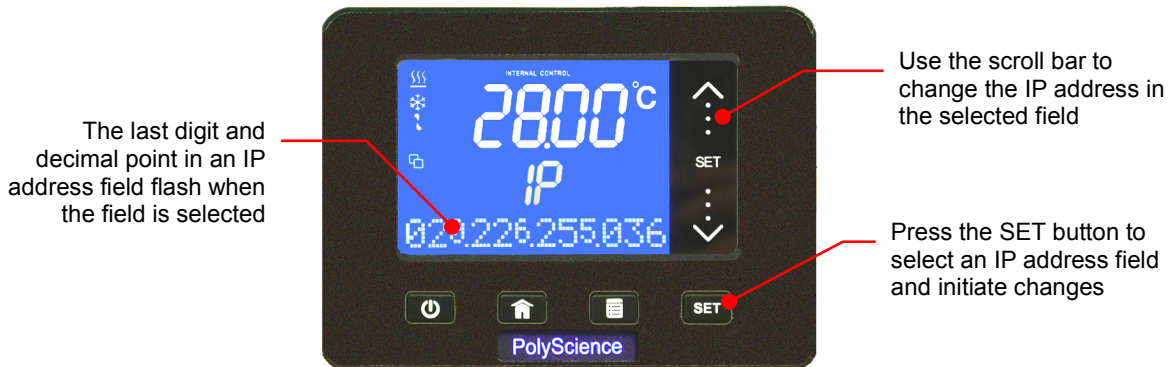 The last digit and
decimal point in an IP
address field flash when
the field is selected
INTERNAL CONTROL
28.00°C
IP
020.226.255.036
SET
SET
PolyScience
Use the scroll bar to
change the IP address in
the selected field
Press the SET button to
select an IP address field
and initiate changes